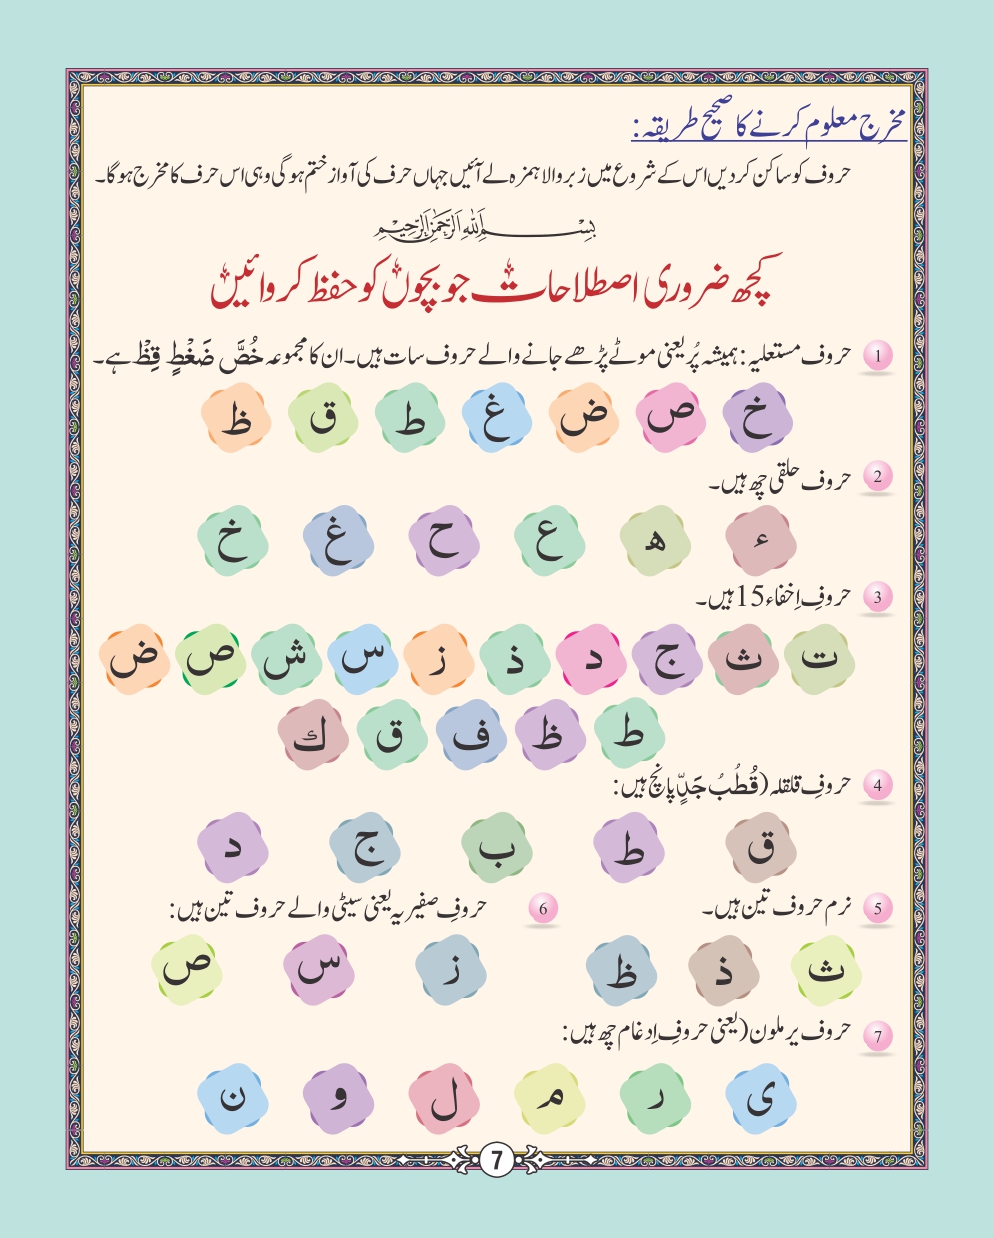 مخرج معلوم کرنے کا صحیح طریقہ:
حروف کو ساکن کردیں اس کے شروع میں زبر والا ہمزہ لے آئیں جہاں حرف کی آواز ختم ہوگی وہی اس حرف کا مخرج ہوگا۔
بِسْمِ اللهِ الرَّحْمٰنِ الرَّحِيْمِ
کچھ ضروری اصطلاحات جو بچوں کو حفظ کروائیں
1 حروف مستعلیہ: ہمیشہ پُر یعنی موٹے پڑھے جانے والے حروف سات ہیں۔ ان کا مجموعہ خُصَّ ضَغْطٍ قِظْ ہے۔
خ ص ض غ ط ق ظ
2 حروف حلقی چھ ہیں۔
ء ھ ع ح غ خ
3 حروفِ اِخفاء 15 ہیں۔
ت ث ج د ذ ز س ش ص ض
ط ظ ف ق ك
4 حروفِ قلقلہ (قُطُبُ جَدٍّ پانچ ہیں:
ق ط ب ج د
5 نرم حروف تین ہیں۔
ث ذ ظ
6 حروفِ صفیریہ یعنی سیٹی والے حروف تین ہیں:
ز س ص
7 حروف یرملون (یعنی حروفِ اِدغام چھ ہیں:
ی ر م ل و ن
7